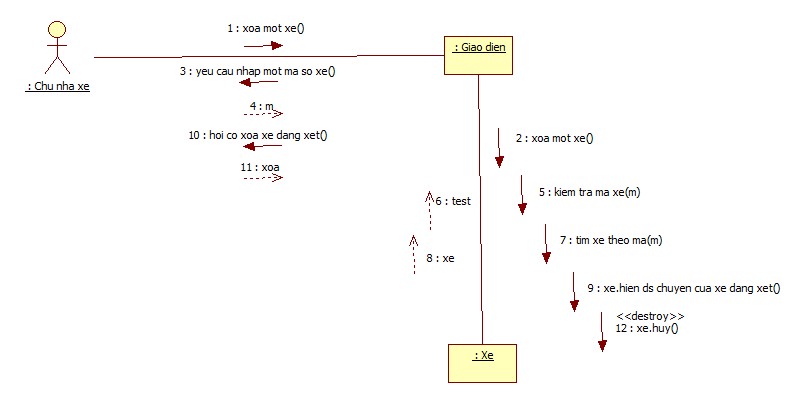 1 : xoa mot xe()
: Giao dien
3 : yeu cau nhap mot ma so xe()
: Chu nha xe
4 : m
10 : hoi co xoa xe dang xet()
2 : xoa mot xe()
11 : xoa
5 : kiem tra ma xe(m)
6 : test
7 : tim xe theo ma(m)
8 : xe
9 : xe.hien ds chuyen cua xe dang xet()
<<destroy>>
12 : xe.huy()
: Xe